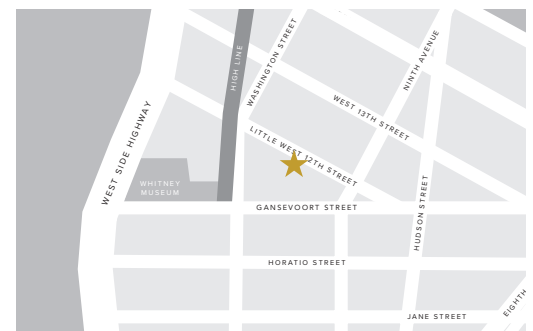 HIGH LINE
WASHINGTON STREET
NINTH AVENUE
WEST SIDE HIGHWAY
WEST 13TH STREET
LITTLE WEST 12TH STREET
WHITNEY
MUSEUM
GANSEVOORT STREET
HUDSON STREET
HORATIO STREET
EIGHTH
JANE STREET